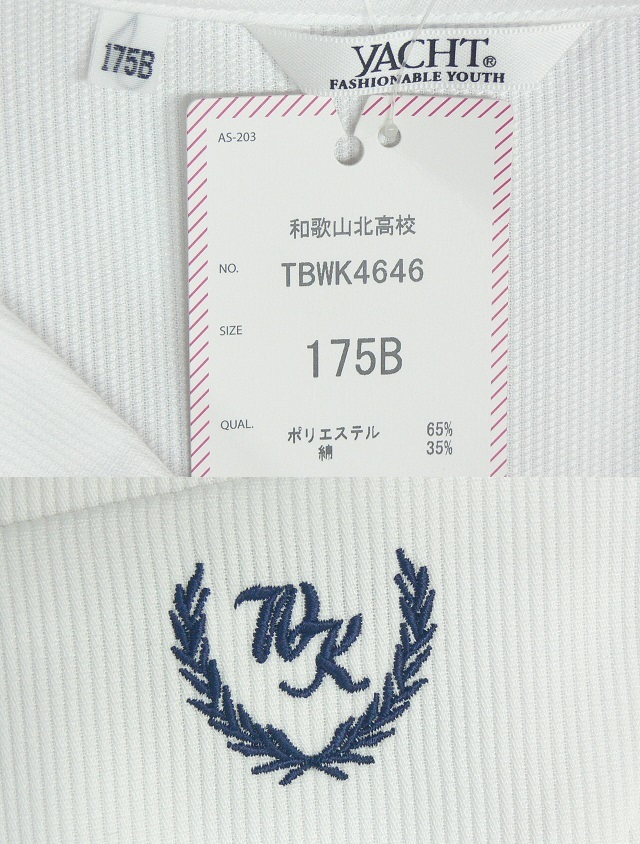 175B
YACHT®
FASHIONABLE YOUTH
AS-203
和歌山北高校
NO. TBWK4646
SIZE 175B
QUAL. ポリエステル 65%
綿 35%
WK